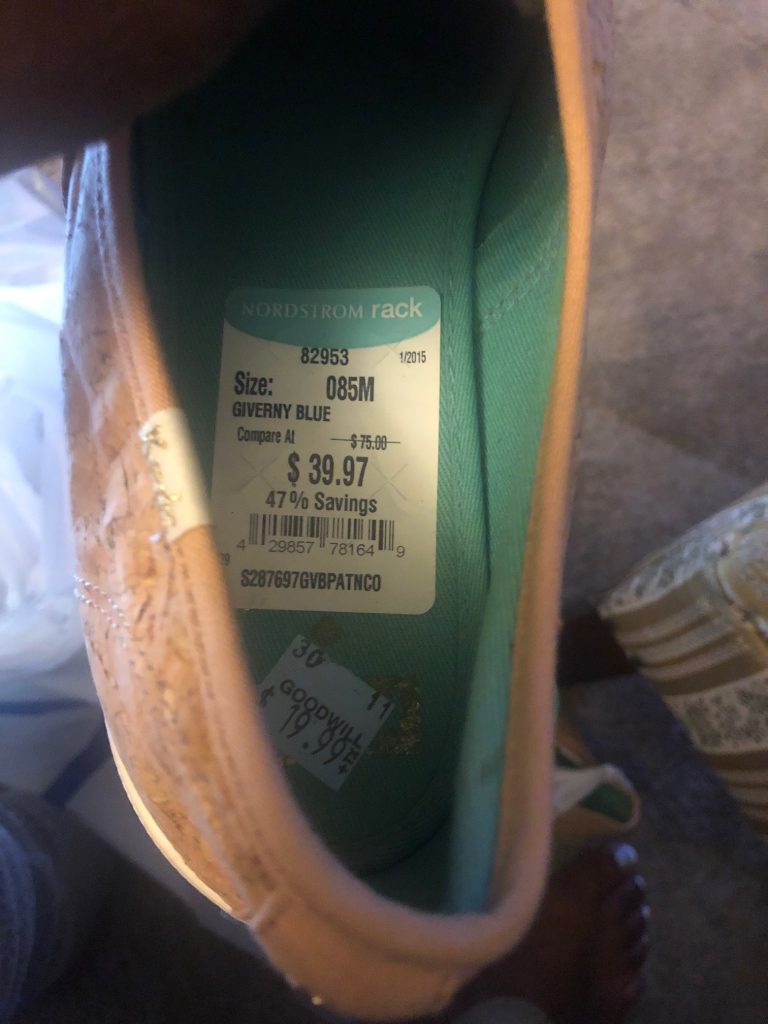 NORDSTROM rack
82953 1/2015
Size: 085M
GIVERNY BLUE
Compare At $75.00
$39.97
47% Savings
4 29857 78164 9
S287697GVBPATNCO
30 11
GOODWILL
$19.99